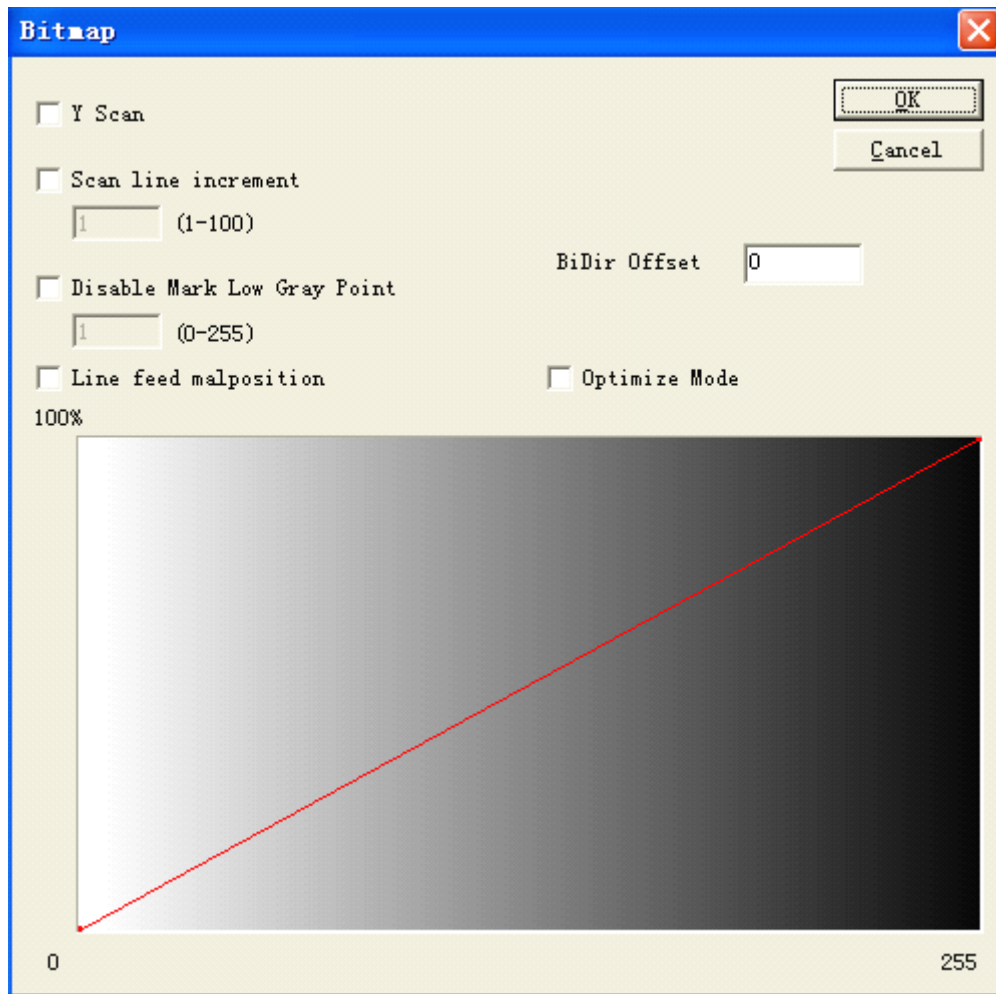 Bitmap
Y Scan
OK
Cancel
Scan line increment
1 (1-100)
BiDir Offset 0
Disable Mark Low Gray Point
1 (0-255)
Line feed malposition
Optimize Mode
100%
0
255